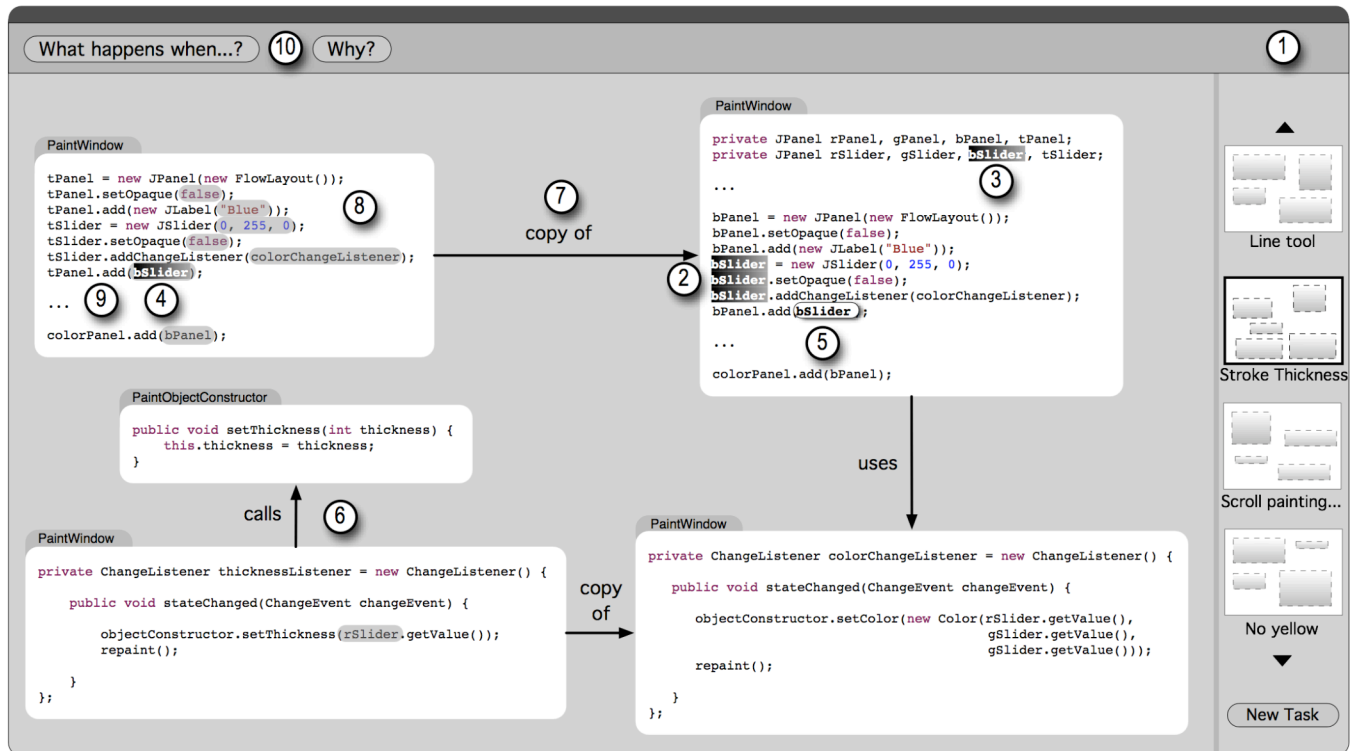 What happens when...?
10
Why?
1
PaintWindow
tPanel = new JPanel(new FlowLayout());
tPanel.setOpaque(false);
tPanel.add(new JLabel("Blue"));
tSlider = new JSlider(0, 255, 0);
tSlider.setOpaque(false);
tSlider.addChangeListener(colorChangeListener);
tPanel.add(bSlider);
...
colorPanel.add(bPanel);
8
9
4
7
copy of
PaintWindow
private JPanel rPanel, gPanel, bPanel, tPanel;
private JPanel rSlider, gSlider, bSlider, tSlider;
...
bPanel = new JPanel(new FlowLayout());
bPanel.setOpaque(false);
bPanel.add(new JLabel("Blue"));
bSlider = new JSlider(0, 255, 0);
bSlider.setOpaque(false);
bSlider.addChangeListener(colorChangeListener);
bPanel.add(bSlider);
...
colorPanel.add(bPanel);
3
2
5
PaintObjectConstructor
public void setThickness(int thickness) {
this.thickness = thickness;
}
calls
6
uses
PaintWindow
private ChangeListener thicknessListener = new ChangeListener() {
public void stateChanged(ChangeEvent changeEvent) {
objectConstructor.setThickness(rSlider.getValue());
repaint();
}
};
copy
of
PaintWindow
private ChangeListener colorChangeListener = new ChangeListener() {
public void stateChanged(ChangeEvent changeEvent) {
objectConstructor.setColor(new Color(rSlider.getValue(),
gSlider.getValue(),
gSlider.getValue()));
repaint();
}
};
Line tool
Stroke Thickness
Scroll painting...
No yellow
New Task